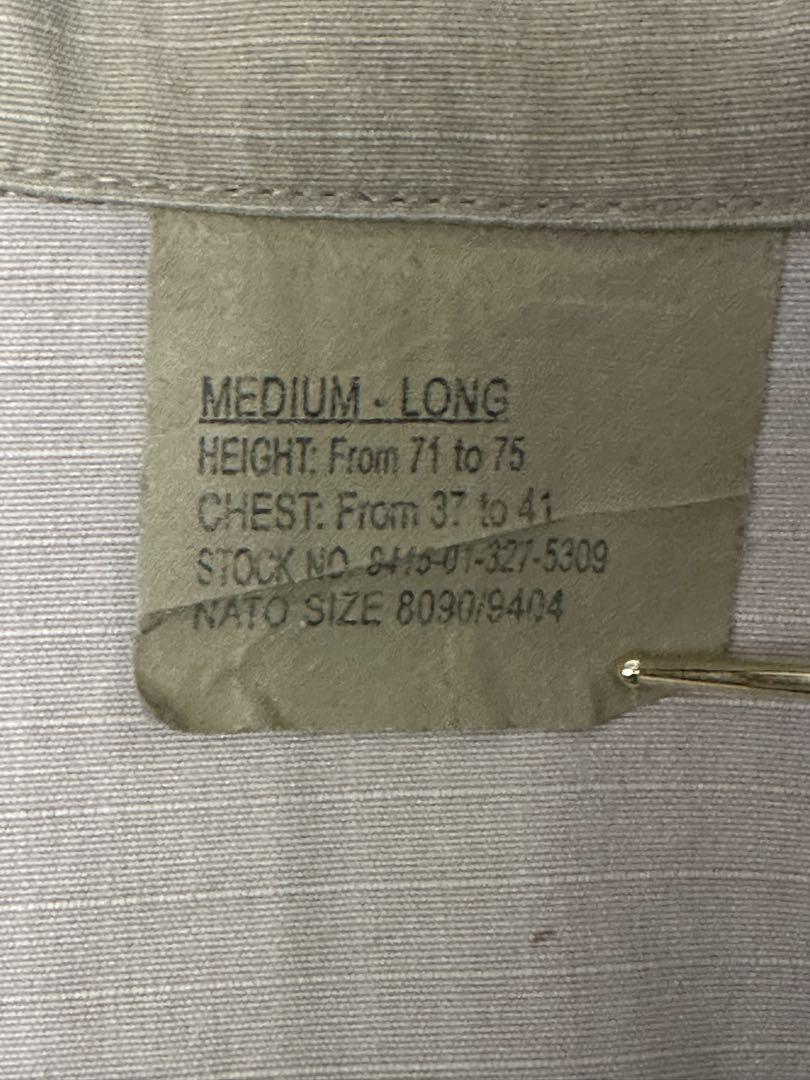 MEDIUM - LONG
HEIGHT: From 71 to 75
CHEST: From 37 to 41
STOCK NO. 8415-01-327-5309
NATO SIZE 8090/9404